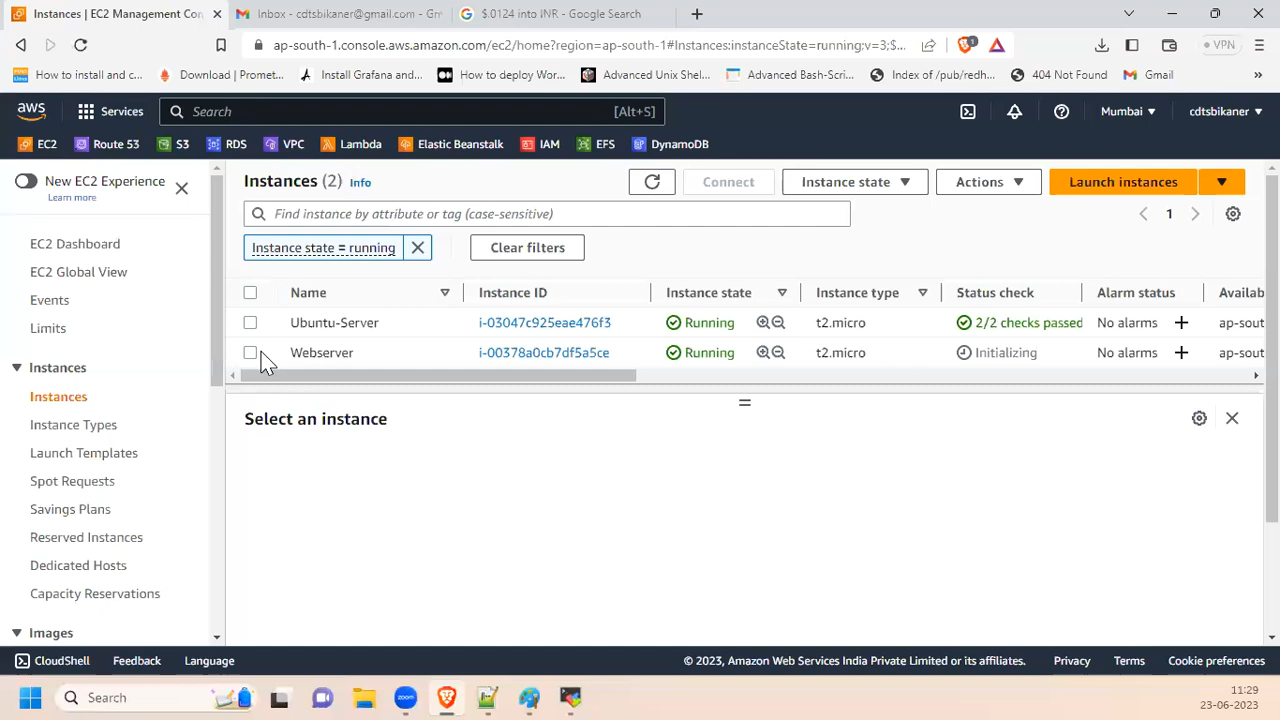 Instances | EC2 Management Con
Inbox - cdtsbikaner@gmail.com - Gm
$.0124 into INR - Google Search
ap-south-1.console.aws.amazon.com/ec2/home?region=ap-south-1#Instances:instanceState=running;v=3;$...
VPN
How to install and c...
Download | Promet...
Install Grafana and...
How to deploy Wor...
Advanced Unix Shel...
Advanced Bash-Scri...
Index of /pub/redh...
404 Not Found
Gmail
aws
Services
Search
[Alt+S]
Mumbai
cdtsbikaner
EC2
Route 53
S3
RDS
VPC
Lambda
Elastic Beanstalk
IAM
EFS
DynamoDB
New EC2 Experience
Learn more
EC2 Dashboard
EC2 Global View
Events
Limits
Instances
Instances
Instance Types
Launch Templates
Spot Requests
Savings Plans
Reserved Instances
Dedicated Hosts
Capacity Reservations
Images
Instances (2) Info
Connect
Instance state
Actions
Launch instances
Find instance by attribute or tag (case-sensitive)
1
Instance state = running
Clear filters
Name Instance ID Instance state Instance type Status check Alarm status Availab
Ubuntu-Server i-03047c925eae476f3 Running t2.micro 2/2 checks passed No alarms ap-sout
Webserver i-00378a0cb7df5a5ce Running t2.micro Initializing No alarms ap-sout
Select an instance
CloudShell
Feedback
Language
© 2023, Amazon Web Services India Private Limited or its affiliates.
Privacy
Terms
Cookie preferences
Search
zoom
11:29
23-06-2023